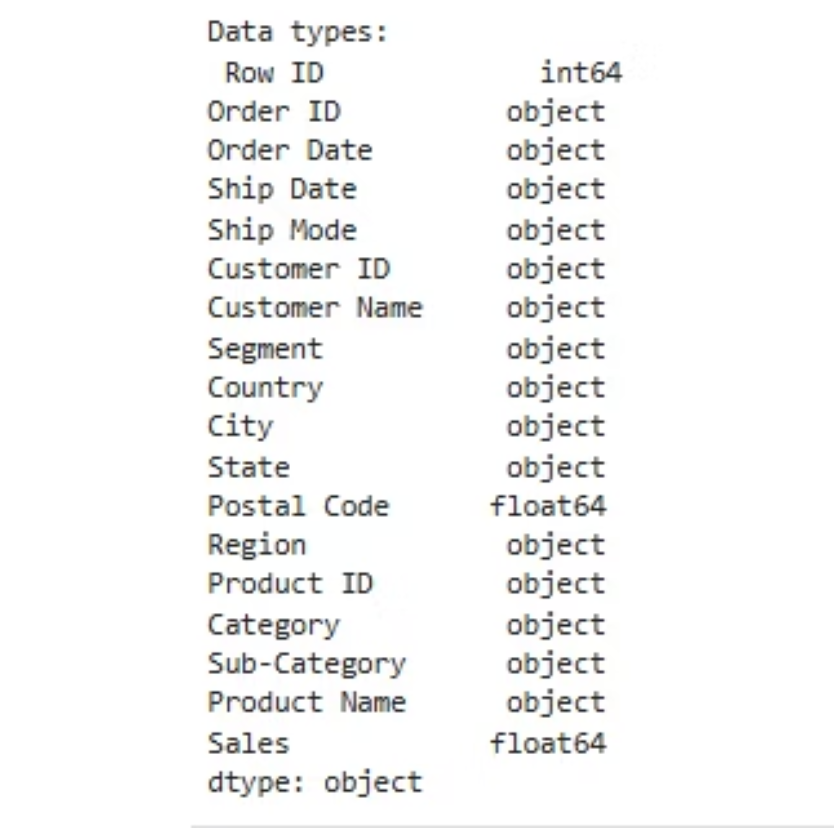 Data types:
 Row ID             int64
Order ID          object
Order Date        object
Ship Date         object
Ship Mode         object
Customer ID       object
Customer Name     object
Segment           object
Country           object
City              object
State             object
Postal Code      float64
Region            object
Product ID        object
Category          object
Sub-Category      object
Product Name      object
Sales            float64
dtype: object